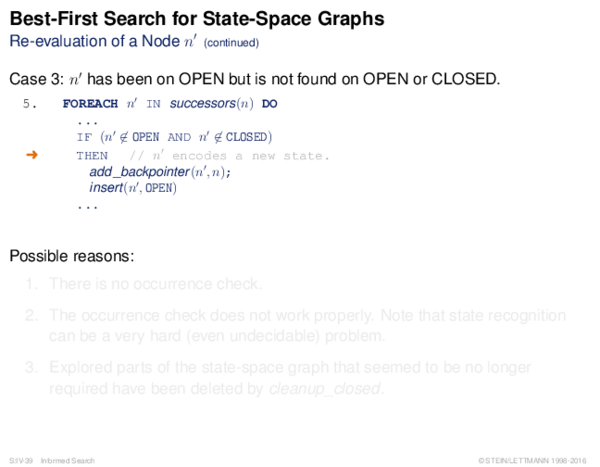 Best-First Search for State-Space Graphs
Re-evaluation of a Node n′ (continued)
Case 3: n′ has been on OPEN but is not found on OPEN or CLOSED.
5. FOREACH n′ IN successors(n) DO
...
IF (n′ ∉ OPEN AND n′ ∉ CLOSED)
➜ THEN // n′ encodes a new state.
add_backpointer(n′, n);
insert(n′, OPEN)
...
Possible reasons:
1. There is no occurrence check.
2. The occurrence check does not work properly. Note that state recognition
can be a very hard (even undecidable) problem.
3. Explored parts of the state-space graph that seemed to be no longer
required have been deleted by cleanup_closed.
S:IV-39 Informed Search ©STEIN/LETTMANN 1998-2016